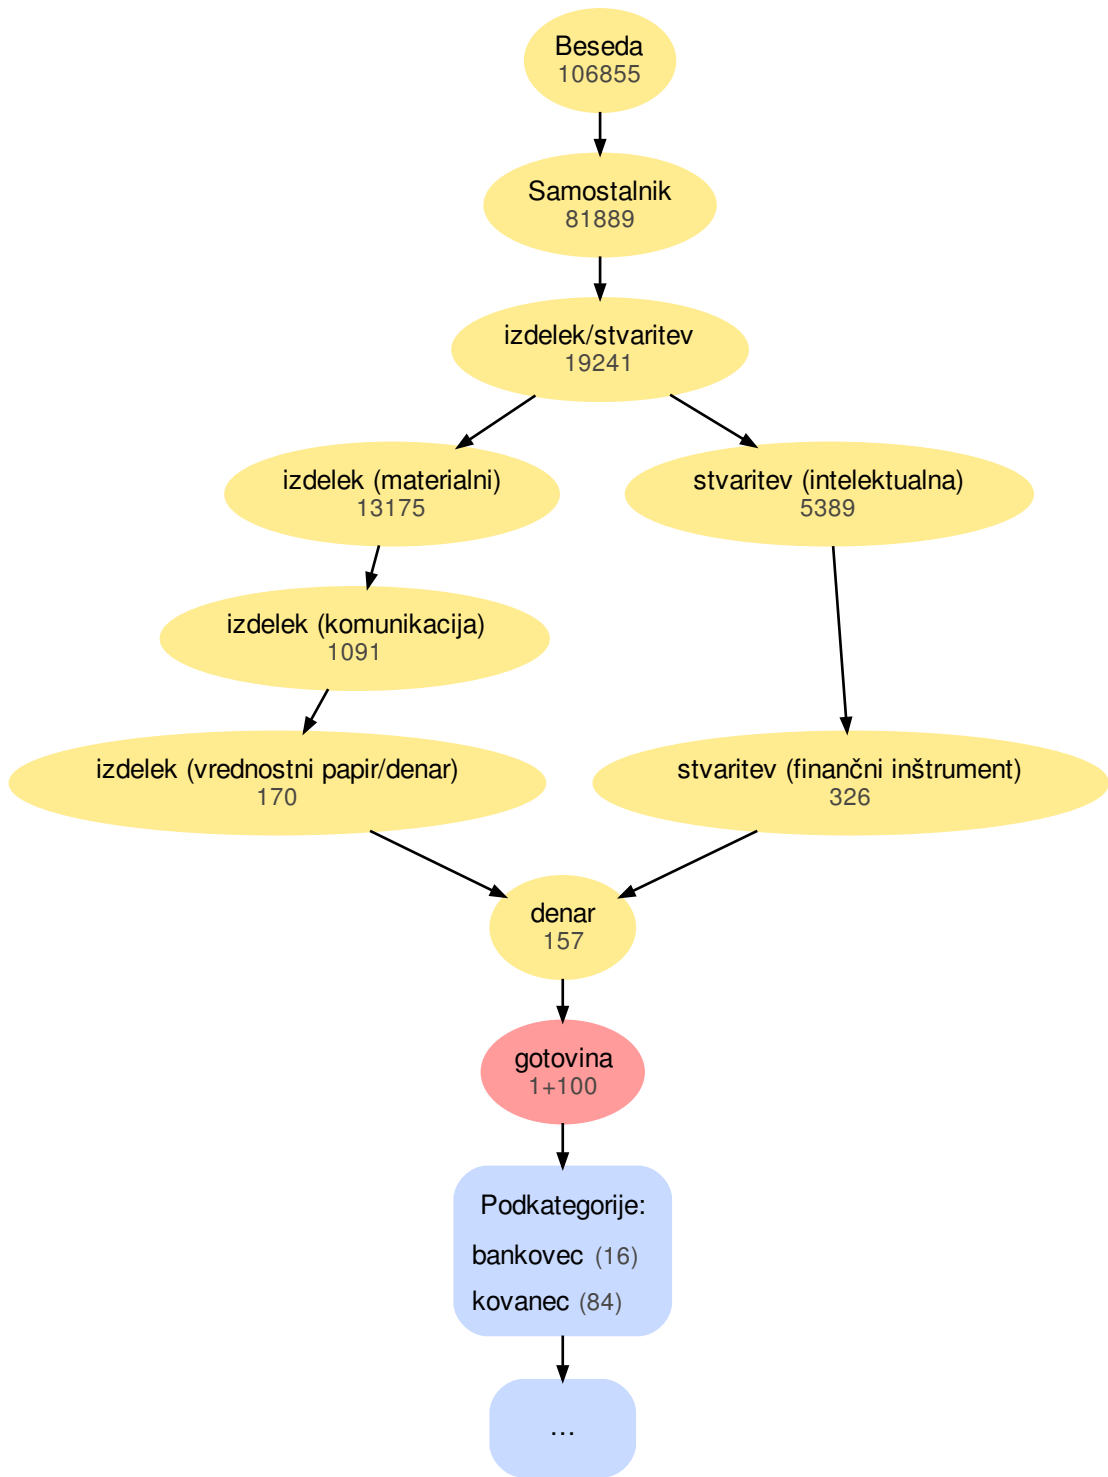 Beseda
106855
Samostalnik
81889
izdelek/stvaritev
19241
izdelek (materialni)
13175
stvaritev (intelektualna)
5389
izdelek (komunikacija)
1091
izdelek (vrednostni papir/denar)
170
stvaritev (finančni inštrument)
326
denar
157
gotovina
1+100
Podkategorije:
bankovec (16)
kovanec (84)
...